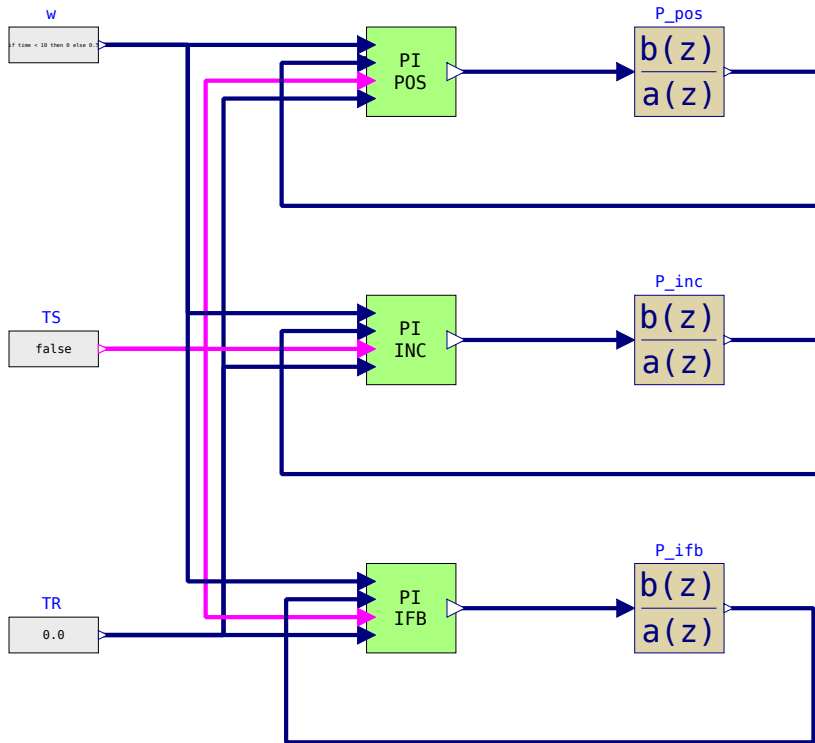 w
P_pos
if time < 10 then 0 else 0.5
PI
POS
b(z)
a(z)
TS
P_inc
false
PI
INC
b(z)
a(z)
TR
P_ifb
0.0
PI
IFB
b(z)
a(z)